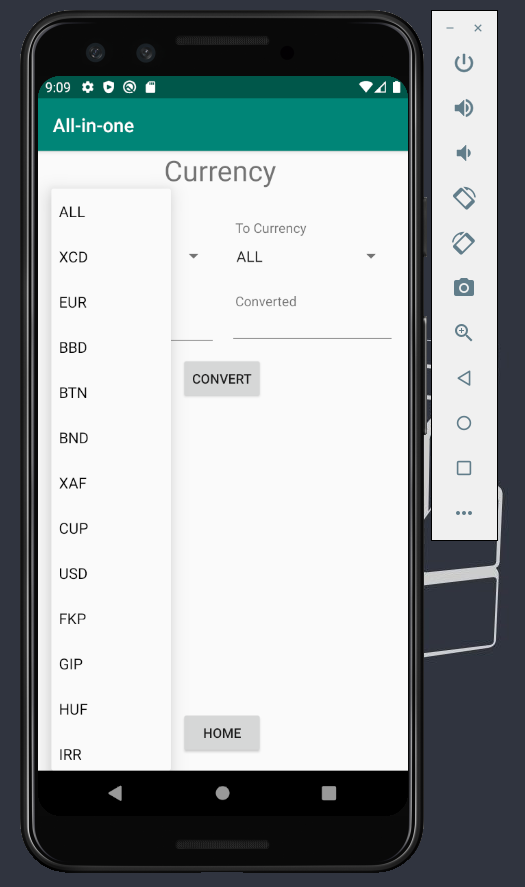 9:09
All-in-one
Currency
ALL
XCD
EUR
BBD
BTN
BND
XAF
CUP
USD
FKP
GIP
HUF
IRR
To Currency
ALL
Converted
CONVERT
HOME